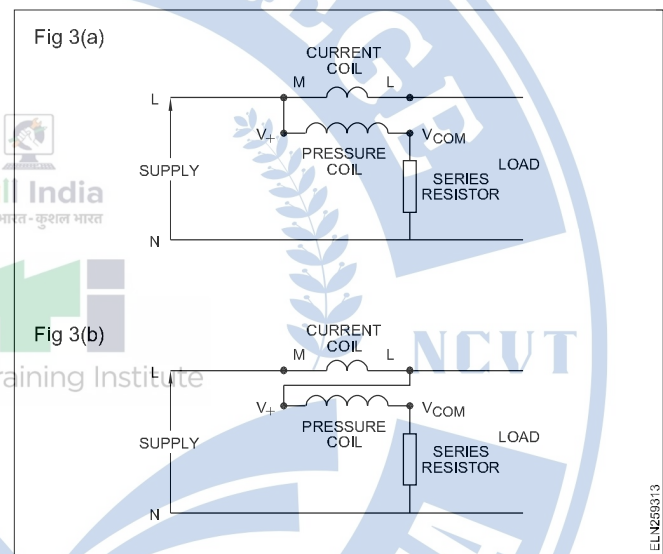 Fig 3(a)
CURRENT
COIL
M L
L
V+
VCOM
PRESSURE
COIL
SUPPLY
LOAD
SERIES
RESISTOR
N
ll India
भारत-कुशल भारत
Fig 3(b)
CURRENT
COIL
M L
L
raining Institute
NCVT
V+
VCOM
PRESSURE
COIL
SUPPLY
LOAD
SERIES
RESISTOR
N
ELN259313